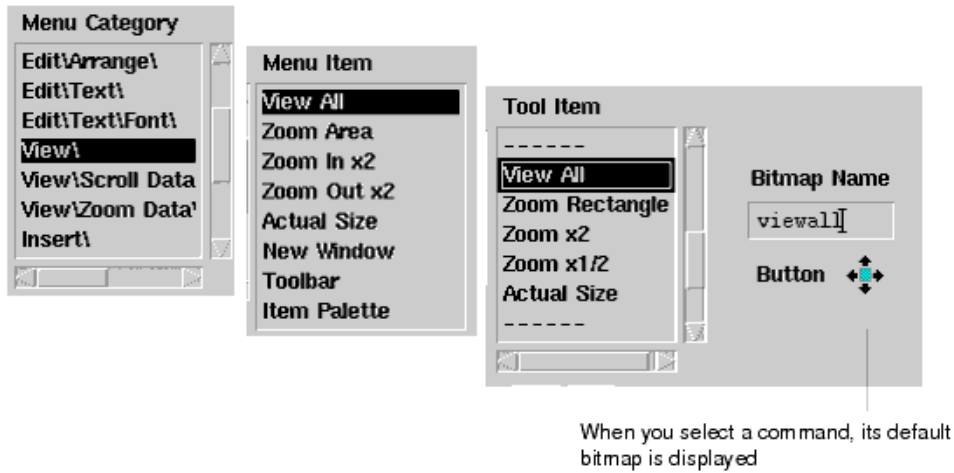 Menu Category
Edit\Arrange\
Edit\Text\
Edit\Text\Font\
View\
View\Scroll Data
View\Zoom Data\
Insert\
Menu Item
View All
Zoom Area
Zoom In x2
Zoom Out x2
Actual Size
New Window
Toolbar
Item Palette
Tool Item
------
View All
Zoom Rectangle
Zoom x2
Zoom x1/2
Actual Size
------
Bitmap Name
viewall
Button
When you select a command, its default
bitmap is displayed